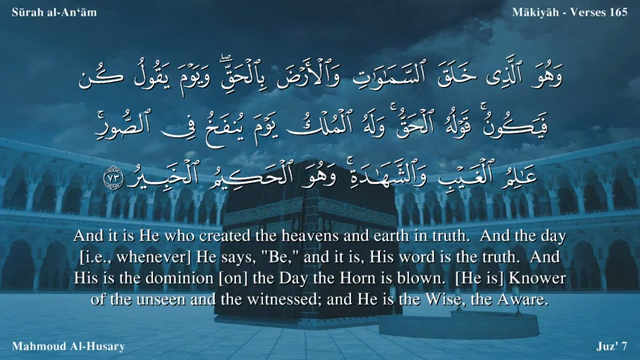 Sūrah al-An‘ām
Mākiyāh - Verses 165
وَهُوَ ٱلَّذِى خَلَقَ ٱلسَّمَـٰوَٰتِ وَٱلْأَرْضَ بِٱلْحَقِّ ۖ وَيَوْمَ يَقُولُ كُن
فَيَكُونُ ۚ قَوْلُهُ ٱلْحَقُّ ۚ وَلَهُ ٱلْمُلْكُ يَوْمَ يُنفَخُ فِى ٱلصُّورِ ۚ
عَـٰلِمُ ٱلْغَيْبِ وَٱلشَّهَـٰدَةِ ۚ وَهُوَ ٱلْحَكِيمُ ٱلْخَبِيرُ ٧٣
And it is He who created the heavens and earth in truth.  And the day
[i.e., whenever] He says, "Be," and it is, His word is the truth.  And
His is the dominion [on] the Day the Horn is blown.  [He is] Knower
of the unseen and the witnessed; and He is the Wise, the Aware.
Mahmoud Al-Husary
Juz' 7